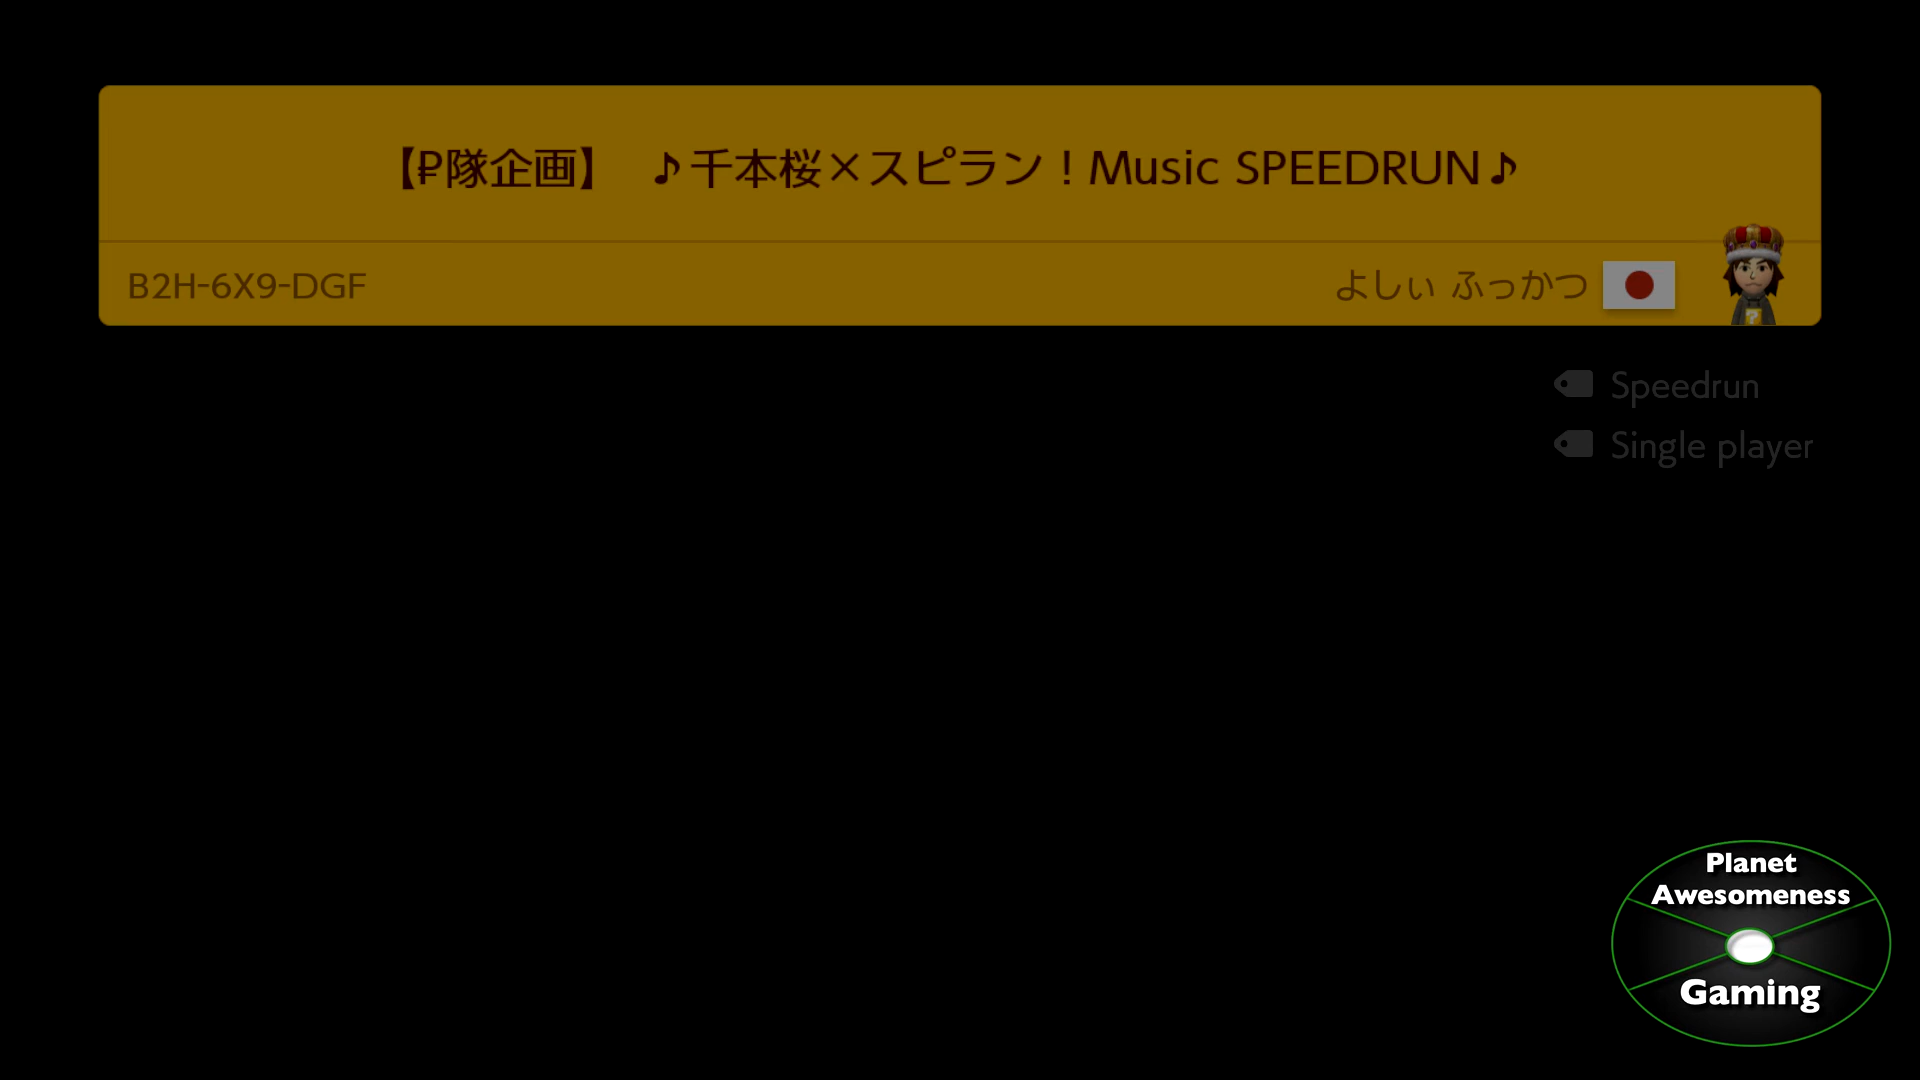 【₽隊企画】　♪千本桜×スピラン！Music SPEEDRUN♪
B2H-6X9-DGF
よしぃ ふっかつ
?
Speedrun
Single player
Planet
Awesomeness
Gaming